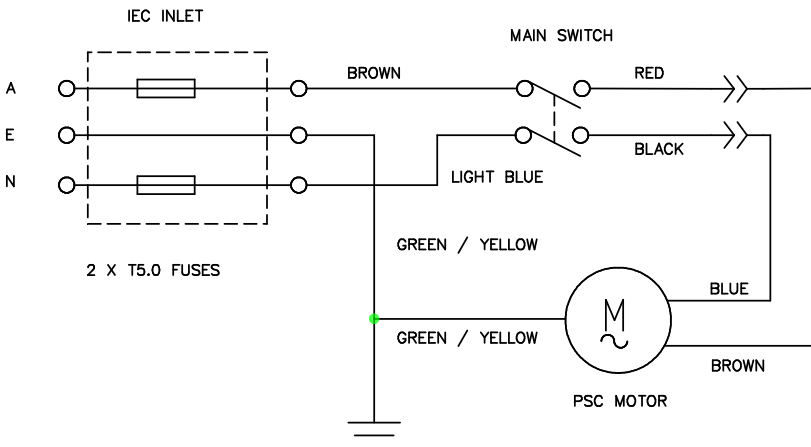 IEC INLET
MAIN SWITCH
A
BROWN
RED
E
BLACK
N
LIGHT BLUE
GREEN / YELLOW
2 X T5.0 FUSES
BLUE
M
GREEN / YELLOW
BROWN
PSC MOTOR